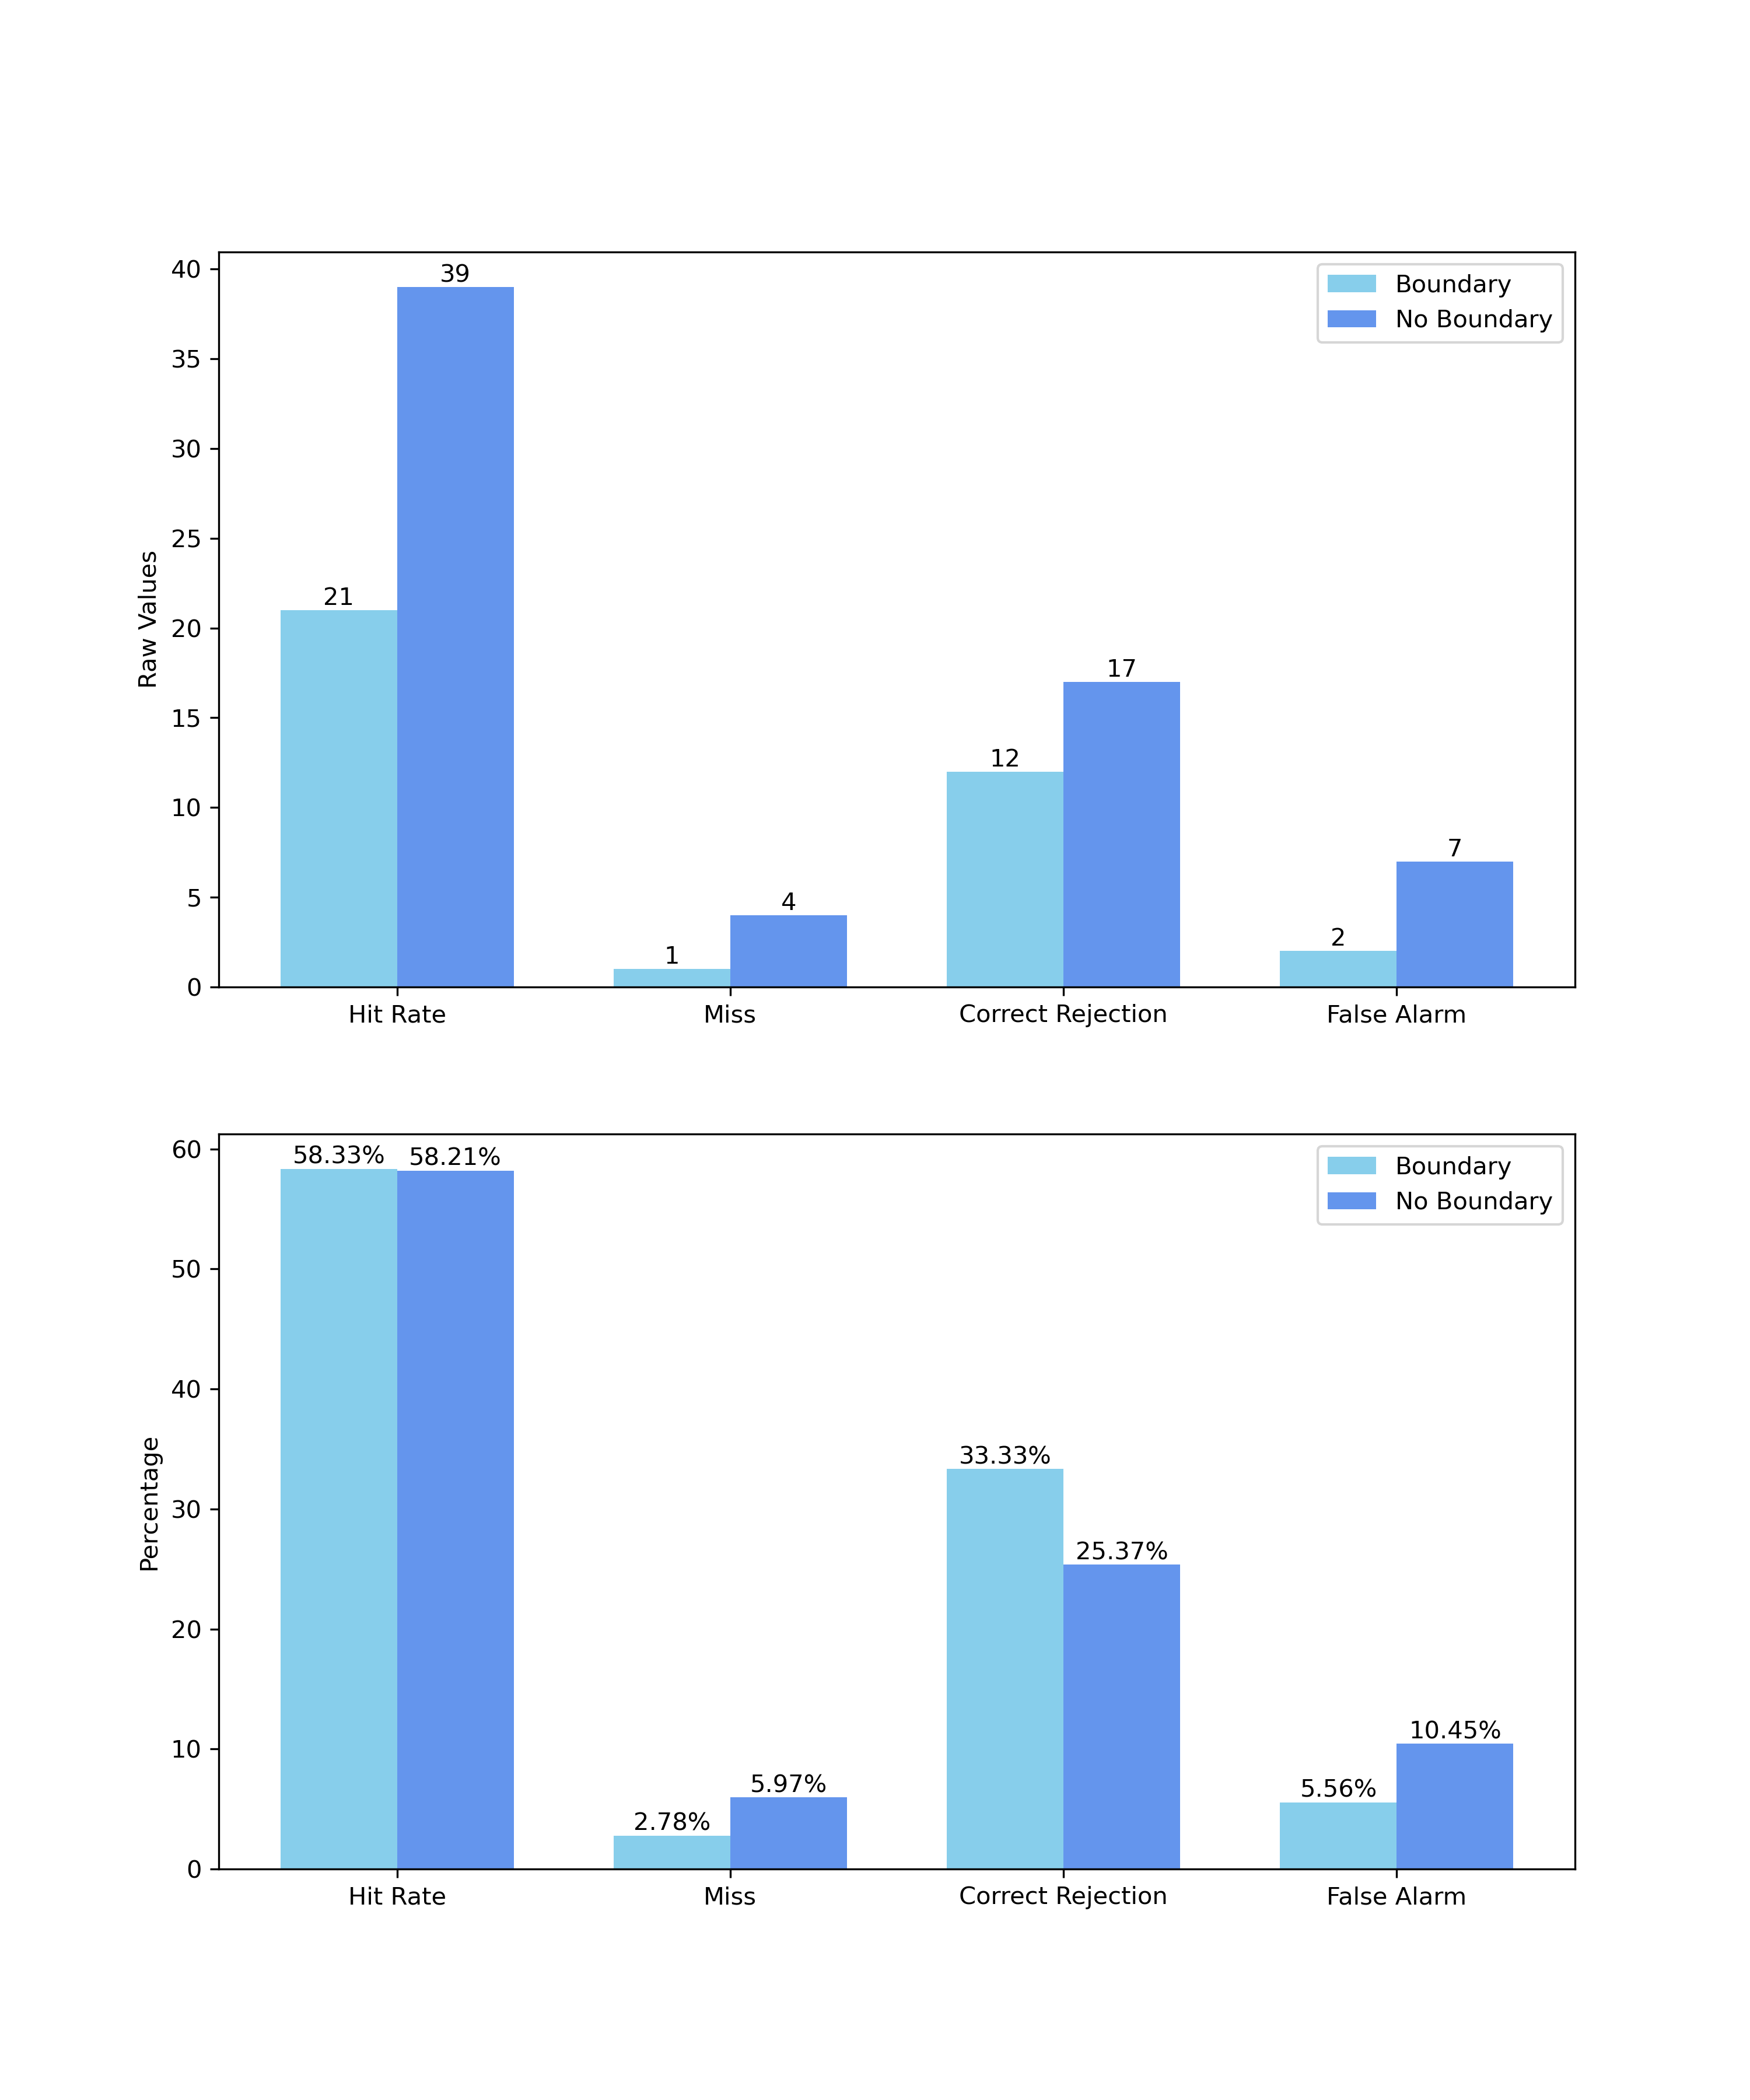 Raw Values
40
35
30
25
20
15
10
5
0
39
21
1
4
12
17
2
7
Boundary
No Boundary
Hit Rate
Miss
Correct Rejection
False Alarm
Percentage
60
50
40
30
20
10
0
58.33%
58.21%
2.78%
5.97%
33.33%
25.37%
5.56%
10.45%
Boundary
No Boundary
Hit Rate
Miss
Correct Rejection
False Alarm